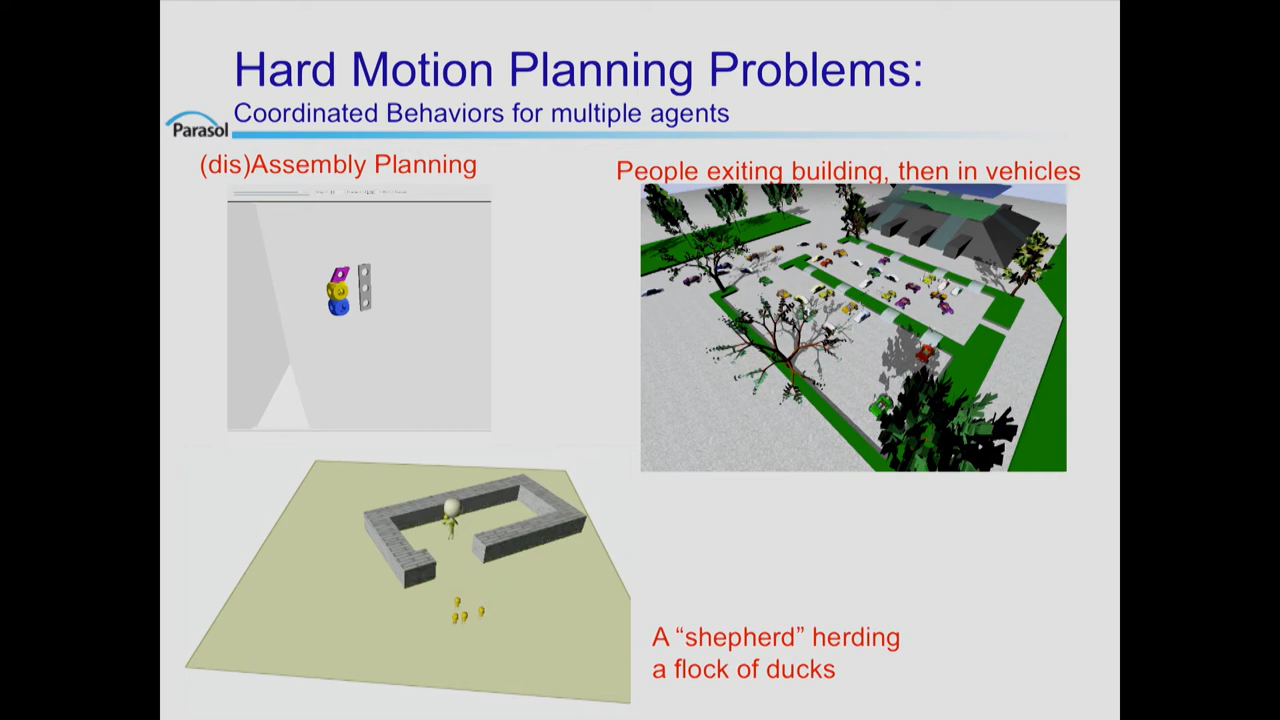 Hard Motion Planning Problems:
Coordinated Behaviors for multiple agents
Parasol
(dis)Assembly Planning
People exiting building, then in vehicles
A “shepherd” herding
a flock of ducks